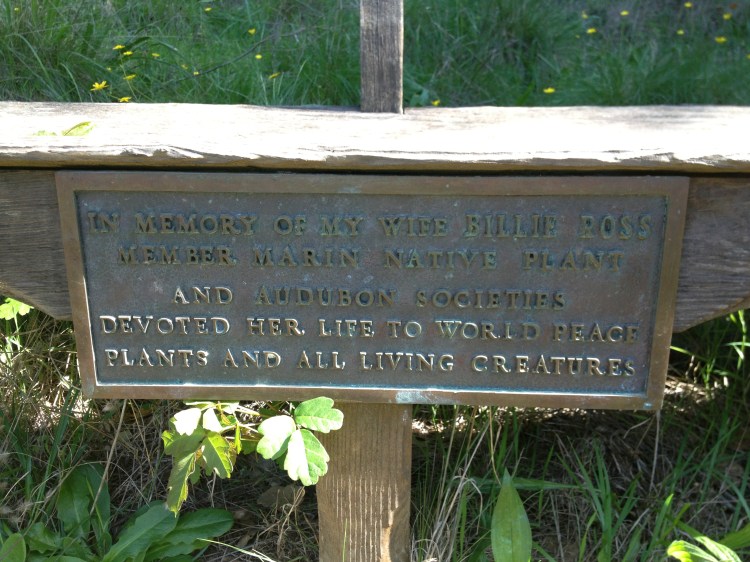 IN MEMORY OF MY WIFE BILLIE ROSS
MEMBER MARIN NATIVE PLANT
AND AUDUBON SOCIETIES
DEVOTED HER LIFE TO WORLD PEACE
PLANTS AND ALL LIVING CREATURES